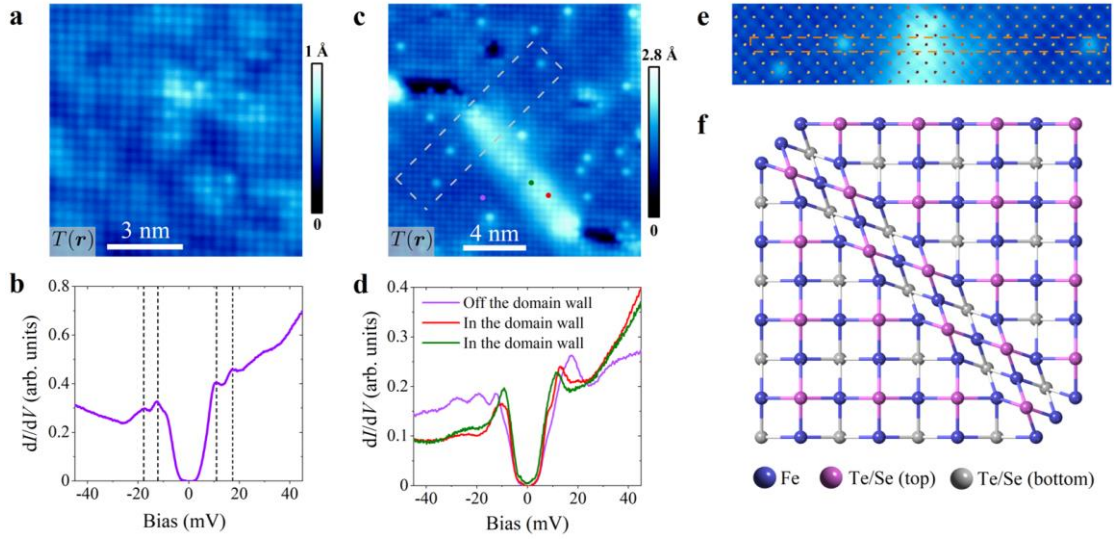 a
1 Å
0
T(r)
3 nm
b
0.8
0.6
0.4
0.2
0
dI/dV (arb. units)
-40
-20
0
20
40
Bias (mV)
c
2.8 Å
0
T(r)
4 nm
d
0.4
0.3
0.2
0.1
0
dI/dV (arb. units)
Off the domain wall
In the domain wall
In the domain wall
-40
-20
0
20
40
Bias (mV)
e
f
Fe
Te/Se (top)
Te/Se (bottom)